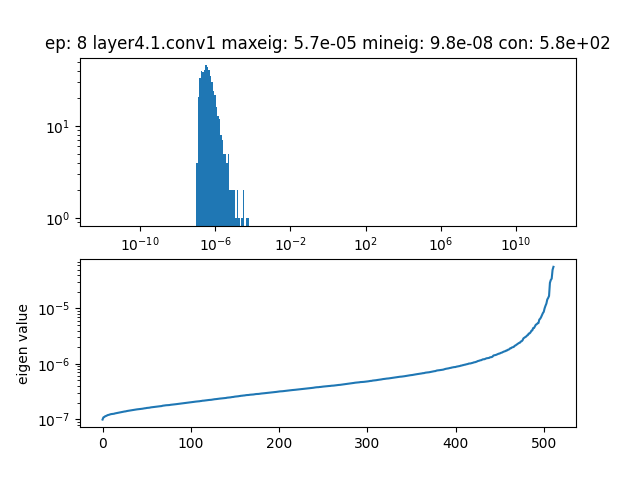 ep: 8 layer4.1.conv1 maxeig: 5.7e-05 mineig: 9.8e-08 con: 5.8e+02
10¹
10⁰
10⁻¹⁰ 10⁻⁶ 10⁻² 10² 10⁶ 10¹⁰
eigen value
10⁻⁵
10⁻⁶
10⁻⁷
0 100 200 300 400 500